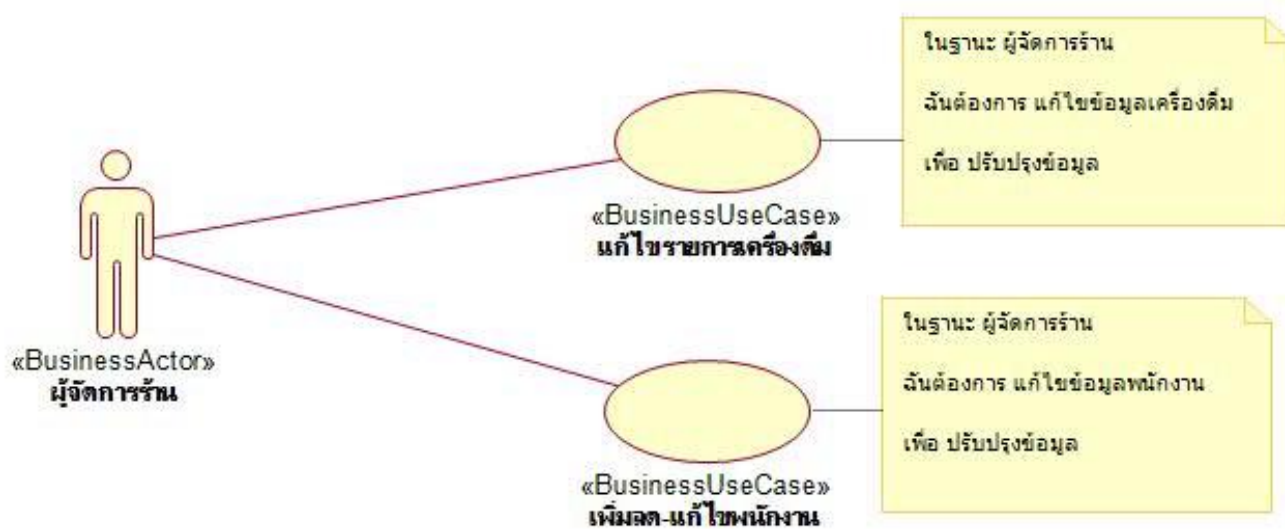 ในฐานะ ผู้จัดการร้าน
ฉันต้องการ แก้ไขข้อมูลเครื่องดื่ม
เพื่อ ปรับปรุงข้อมูล
«BusinessUseCase»
แก้ไขรายการเครื่องดื่ม
«BusinessActor»
ผู้จัดการร้าน
ในฐานะ ผู้จัดการร้าน
ฉันต้องการ แก้ไขข้อมูลพนักงาน
เพื่อ ปรับปรุงข้อมูล
«BusinessUseCase»
เพิ่มลด-แก้ไขพนักงาน